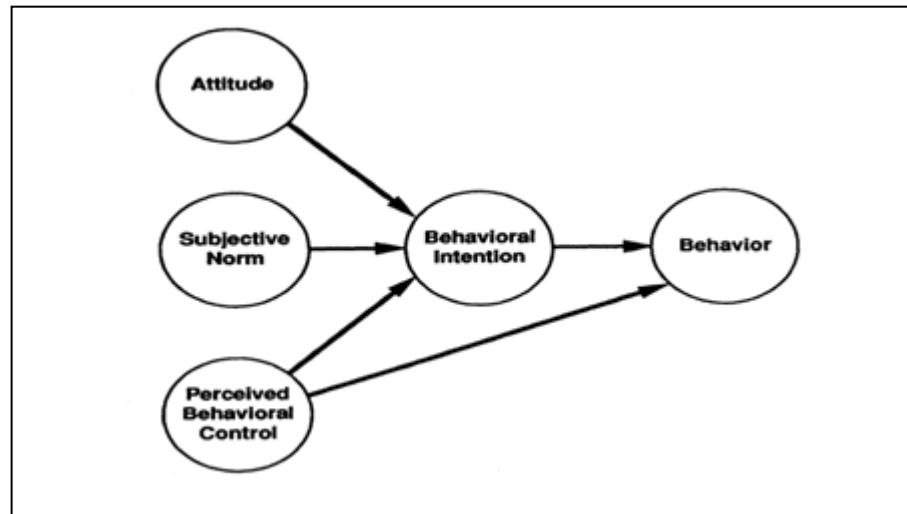 Attitude
Subjective
Norm
Behavioral
Intention
Behavior
Perceived
Behavioral
Control